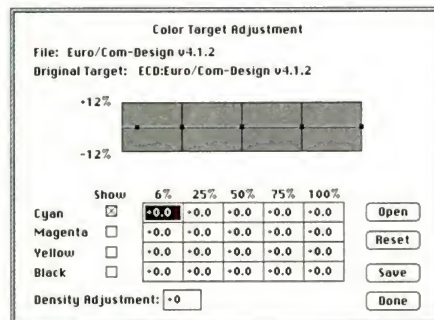 Color Target Adjustment
File: Euro/Com-Design v4.1.2
Original Target: ECD:Euro/Com-Design v4.1.2
+12%
-12%
Show 6% 25% 50% 75% 100%
Cyan +0.0 +0.0 +0.0 +0.0 +0.0 Open
Magenta +0.0 +0.0 +0.0 +0.0 +0.0 Reset
Yellow +0.0 +0.0 +0.0 +0.0 +0.0
Black +0.0 +0.0 +0.0 +0.0 +0.0 Save
Density Adjustment: +0 Done